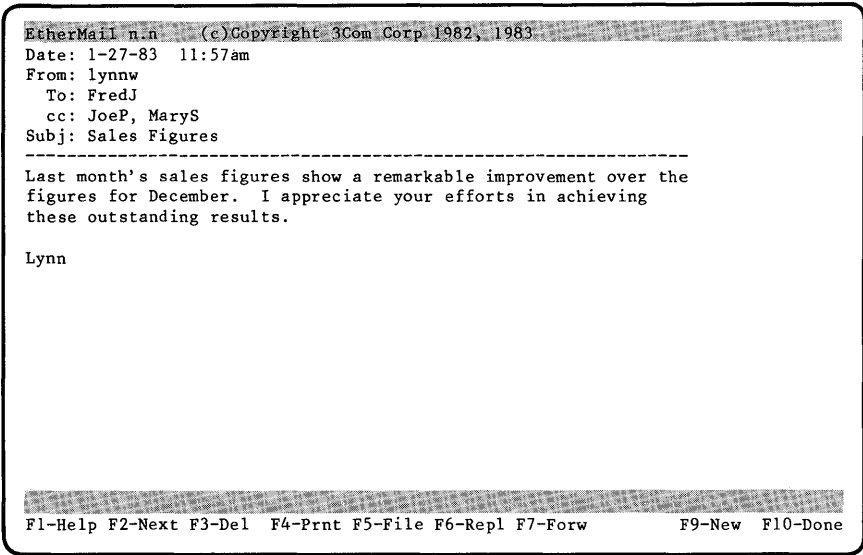 EtherMail n.n (c)Copyright 3Com Corp 1982, 1983
Date: 1-27-83 11:57am
From: lynnw
To: FredJ
cc: JoeP, MaryS
Subj: Sales Figures
----------------------------------------------------------------
Last month's sales figures show a remarkable improvement over the
figures for December. I appreciate your efforts in achieving
these outstanding results.
Lynn
F1-Help F2-Next F3-Del F4-Prnt F5-File F6-Repl F7-Forw F9-New F10-Done